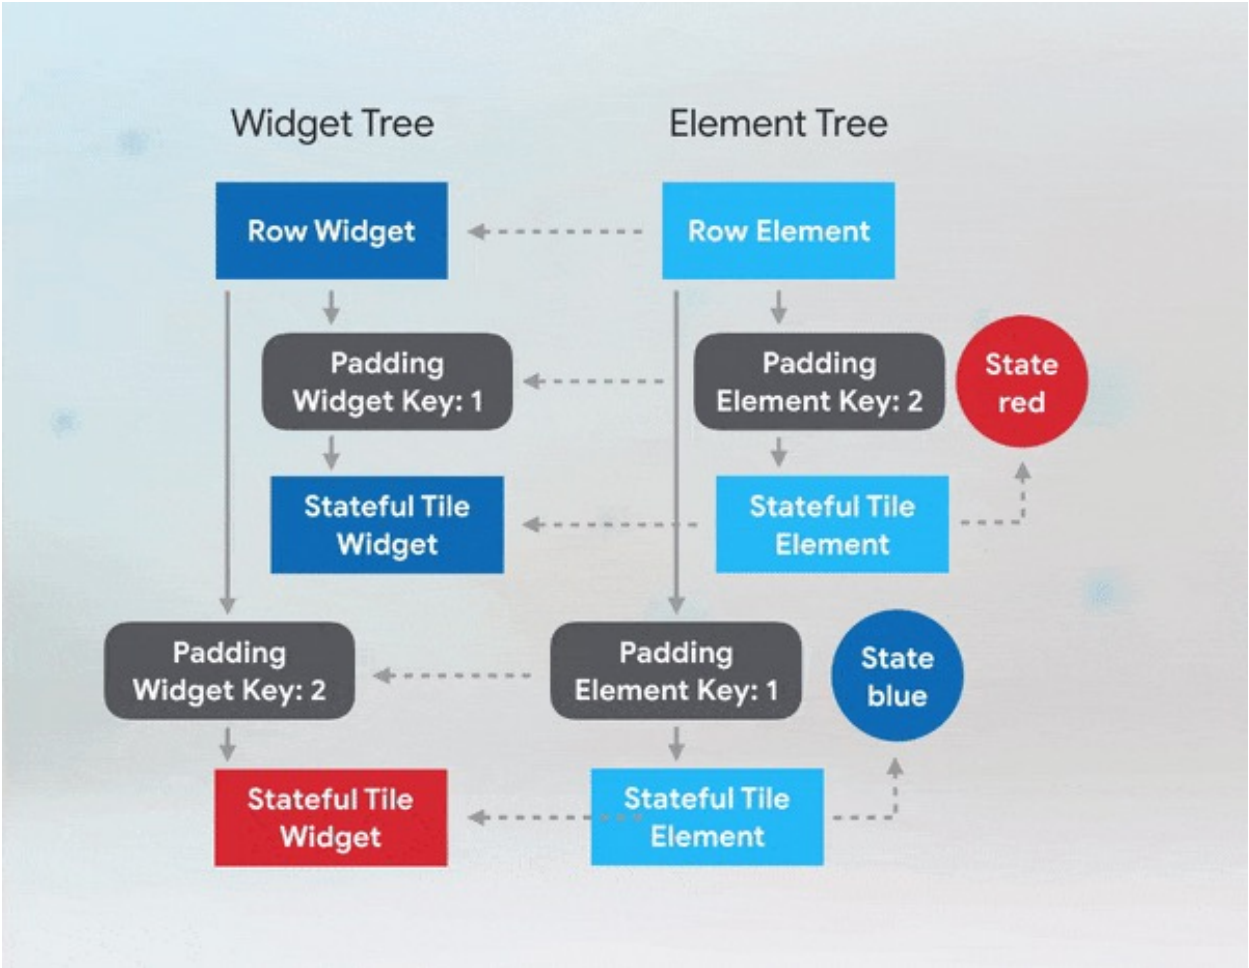 Widget Tree
Element Tree
Row Widget
Row Element
Padding
Widget Key: 1
Padding
Element Key: 2
State
red
Stateful Tile
Widget
Stateful Tile
Element
Padding
Widget Key: 2
Padding
Element Key: 1
State
blue
Stateful Tile
Widget
Stateful Tile
Element